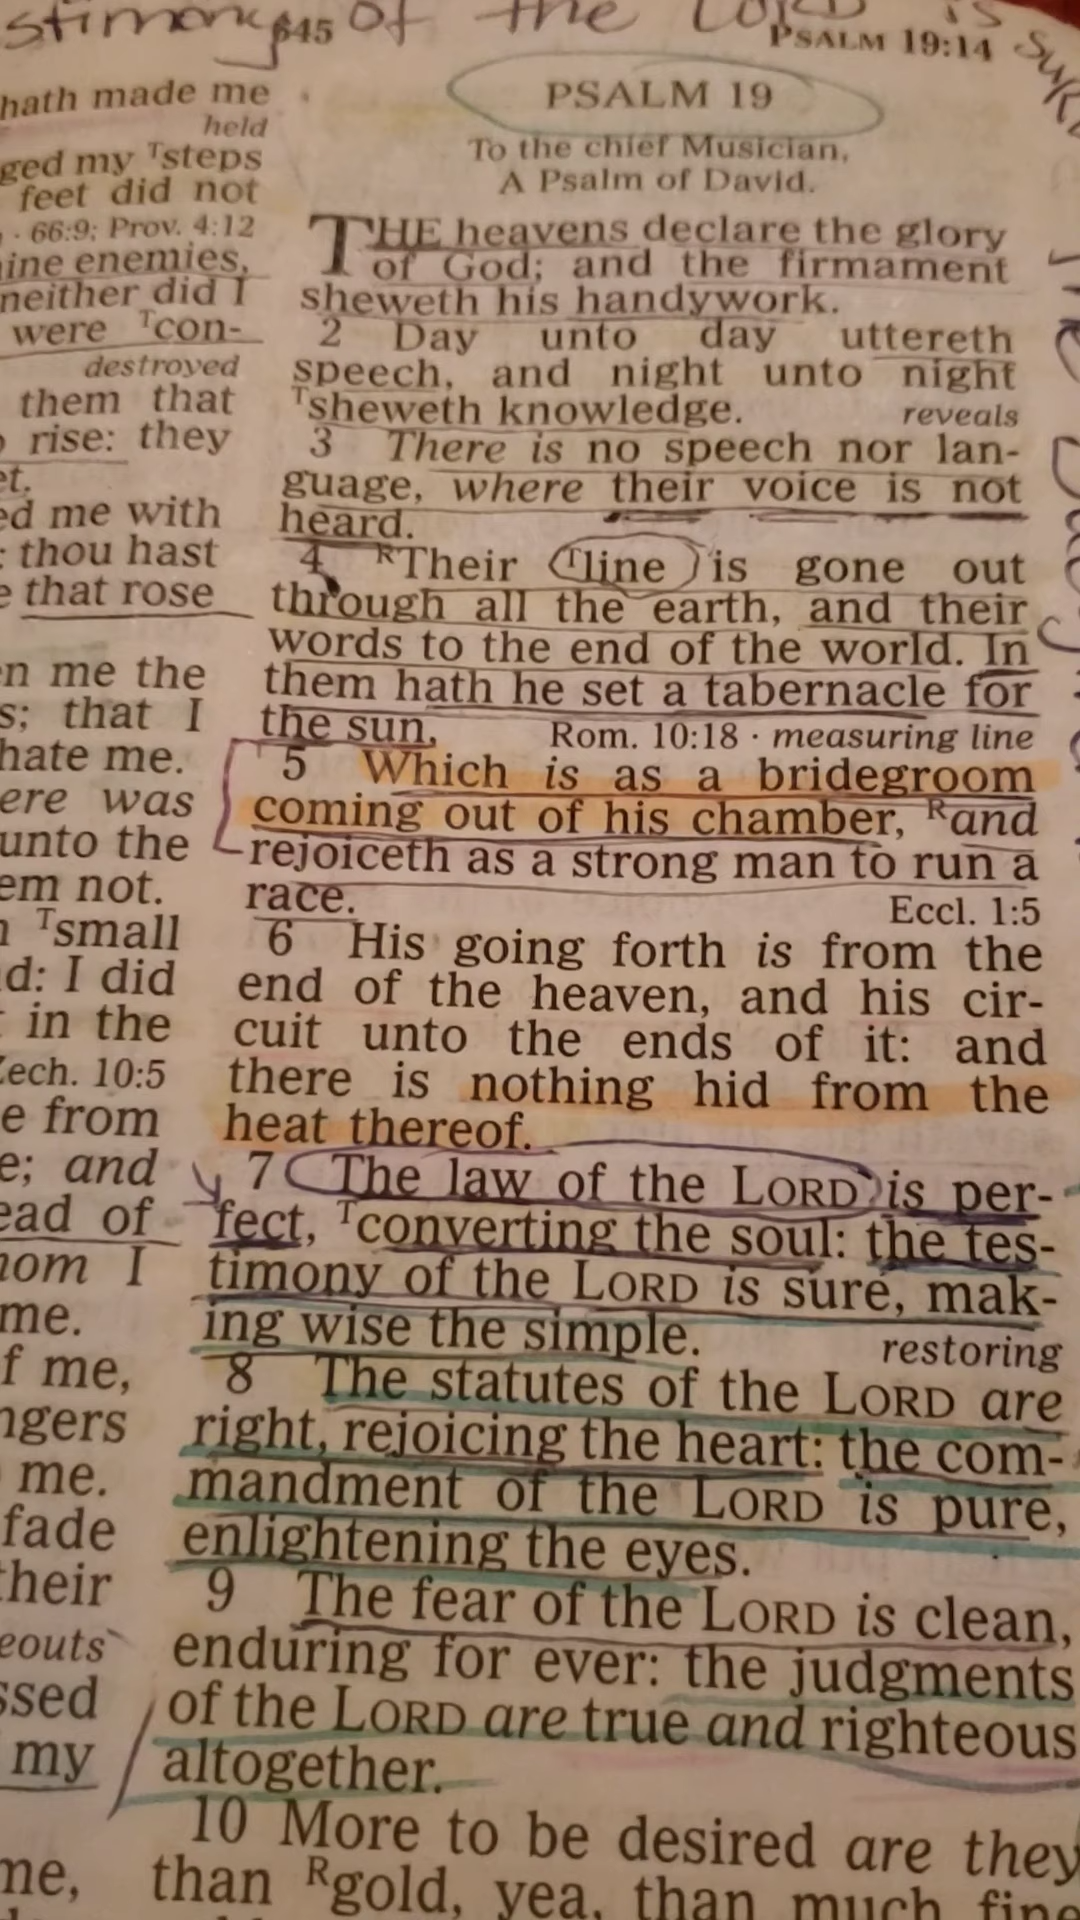 stimony of the LORD is sure
645
PSALM 19:14
hath made me
held
ged my ᵀsteps
feet did not
· 66:9; Prov. 4:12
ine enemies,
neither did I
were ᵀcon-
destroyed
them that
rise: they
et.
ed me with
: thou hast
e that rose
en me the
s; that I
hate me.
ere was
unto the
em not.
ᵀsmall
d: I did
t in the
Zech. 10:5
e from
e; and
ead of
hom I
me.
f me,
ngers
me.
fade
their
eouts
ssed
my
me,
PSALM 19
To the chief Musician,
A Psalm of David.
THE heavens declare the glory
of God; and the firmament
sheweth his handywork.
2 Day unto day uttereth
speech, and night unto night
ᵀsheweth knowledge. reveals
3 There is no speech nor lan-
guage, where their voice is not
heard.
4 ᴿTheir ᵀline is gone out
through all the earth, and their
words to the end of the world. In
them hath he set a tabernacle for
the sun, Rom. 10:18 · measuring line
5 Which is as a bridegroom
coming out of his chamber, ᴿand
rejoiceth as a strong man to run a
race. Eccl. 1:5
6 His going forth is from the
end of the heaven, and his cir-
cuit unto the ends of it: and
there is nothing hid from the
heat thereof.
7 The law of the LORD is per-
fect, ᵀconverting the soul: the tes-
timony of the LORD is sure, mak-
ing wise the simple. restoring
8 The statutes of the LORD are
right, rejoicing the heart: the com-
mandment of the LORD is pure,
enlightening the eyes.
9 The fear of the LORD is clean,
enduring for ever: the judgments
of the LORD are true and righteous
altogether.
10 More to be desired are they
than ᴿgold, yea, than much fine